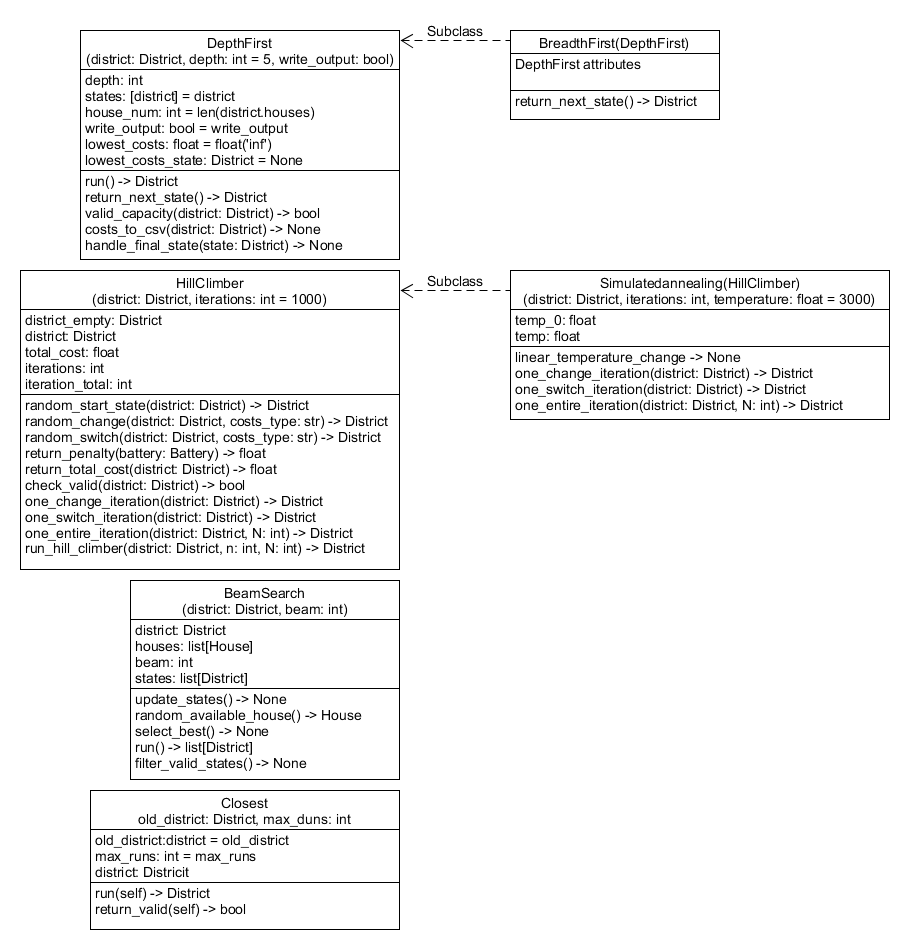 DepthFirst
(district: District, depth: int = 5, write_output: bool)
depth: int
states: [district] = district
house_num: int = len(district.houses)
write_output: bool = write_output
lowest_costs: float = float('inf')
lowest_costs_state: District = None
run() -> District
return_next_state() -> District
valid_capacity(district: District) -> bool
costs_to_csv(district: District) -> None
handle_final_state(state: District) -> None
Subclass
BreadthFirst(DepthFirst)
DepthFirst attributes
return_next_state() -> District
HillClimber
(district: District, iterations: int = 1000)
district_empty: District
district: District
total_cost: float
iterations: int
iteration_total: int
random_start_state(district: District) -> District
random_change(district: District, costs_type: str) -> District
random_switch(district: District, costs_type: str) -> District
return_penalty(battery: Battery) -> float
return_total_cost(district: District) -> float
check_valid(district: District) -> bool
one_change_iteration(district: District) -> District
one_switch_iteration(district: District) -> District
one_entire_iteration(district: District, N: int) -> District
run_hill_climber(district: District, n: int, N: int) -> District
Subclass
Simulatedannealing(HillClimber)
(district: District, iterations: int, temperature: float = 3000)
temp_0: float
temp: float
linear_temperature_change -> None
one_change_iteration(district: District) -> District
one_switch_iteration(district: District) -> District
one_entire_iteration(district: District, N: int) -> District
BeamSearch
(district: District, beam: int)
district: District
houses: list[House]
beam: int
states: list[District]
update_states() -> None
random_available_house() -> House
select_best() -> None
run() -> list[District]
filter_valid_states() -> None
Closest
old_district: District, max_duns: int
old_district:district = old_district
max_runs: int = max_runs
district: Districit
run(self) -> District
return_valid(self) -> bool